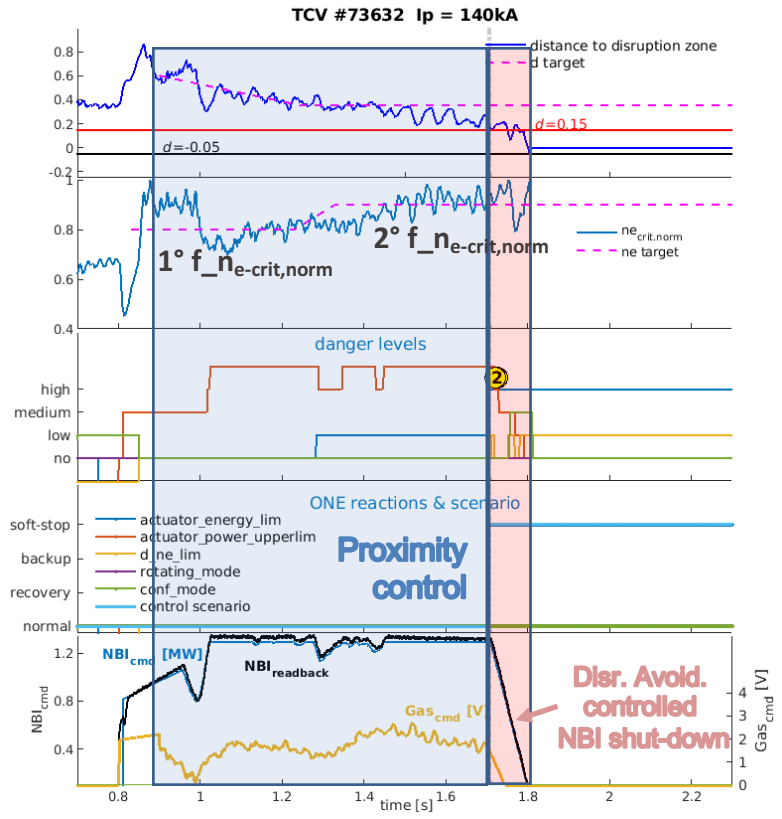 TCV #73632 Ip = 140kA
distance to disruption zone
d target
0.8
0.6
0.4
0.2
0
-0.2
d=0.15
d=-0.05
1
0.8
0.6
0.4
1° f_ne-crit,norm
2° f_ne-crit,norm
necrit,norm
ne target
danger levels
high
medium
low
no
2
ONE reactions & scenario
soft-stop
backup
recovery
normal
actuator_energy_lim
actuator_power_upperlim
d_ne_lim
rotating_mode
conf_mode
control scenario
Proximity
control
NBIcmd [MW]
NBIreadback
Gascmd [V]
Disr. Avoid.
controlled
NBI shut-down
NBIcmd
1.2
0.8
0.4
Gascmd [V]
4
3
2
1
0
0.8
1
1.2
1.4
1.6
1.8
2
2.2
time [s]